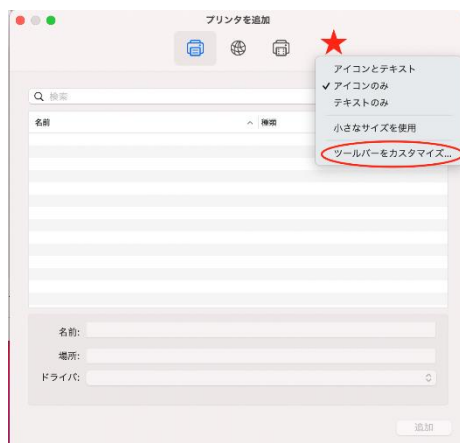 プリンタを追加
アイコンとテキスト
✓ アイコンのみ
テキストのみ
小さなサイズを使用
ツールバーをカスタマイズ...
検索
名前
種類
名前:
場所:
ドライバ:
追加